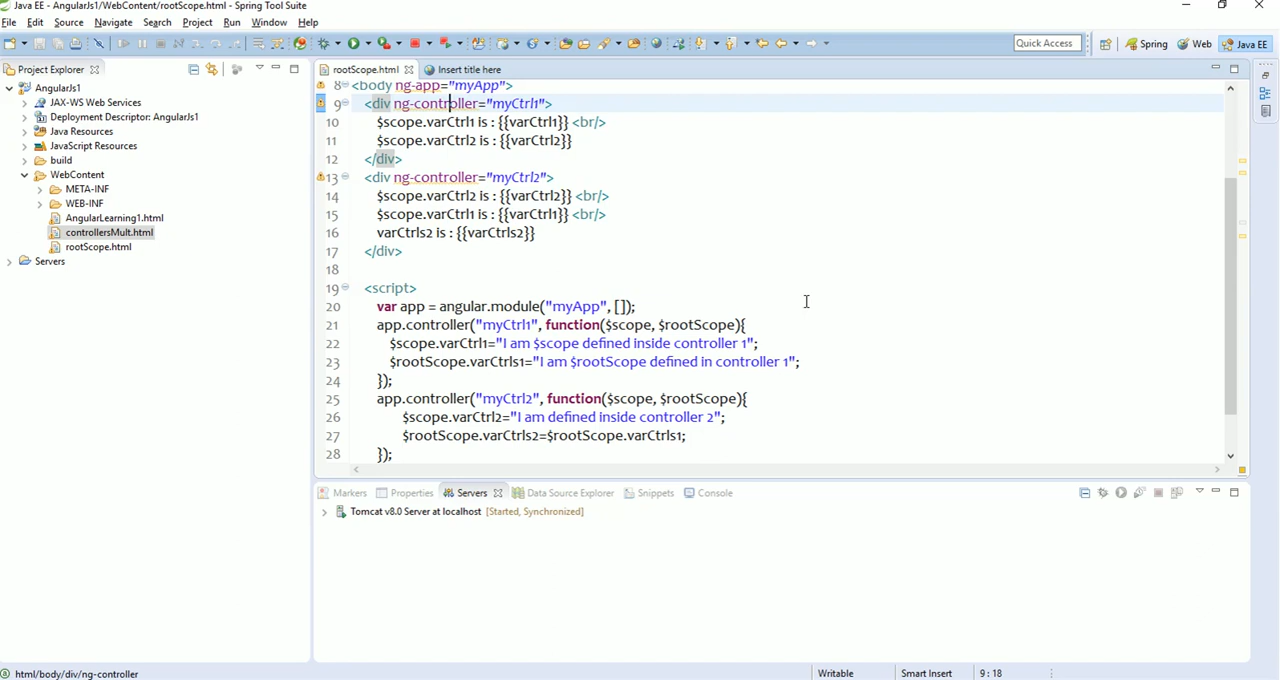 Java EE - AngularJs1/WebContent/rootScope.html - Spring Tool Suite
File Edit Source Navigate Search Project Run Window Help
Quick Access Spring Web Java EE
Project Explorer
AngularJs1
JAX-WS Web Services
Deployment Descriptor: AngularJs1
Java Resources
JavaScript Resources
build
WebContent
META-INF
WEB-INF
AngularLearning1.html
controllersMult.html
rootScope.html
Servers
rootScope.html Insert title here
8 <body ng-app="myApp">
9 <div ng-controller="myCtrl1">
10 $scope.varCtrl1 is : {{varCtrl1}} <br/>
11 $scope.varCtrl2 is : {{varCtrl2}}
12 </div>
13 <div ng-controller="myCtrl2">
14 $scope.varCtrl2 is : {{varCtrl2}} <br/>
15 $scope.varCtrl1 is : {{varCtrl1}} <br/>
16 varCtrls2 is : {{varCtrls2}}
17 </div>
18
19 <script>
20 var app = angular.module("myApp", []);
21 app.controller("myCtrl1", function($scope, $rootScope){
22 $scope.varCtrl1="I am $scope defined inside controller 1";
23 $rootScope.varCtrls1="I am $rootScope defined in controller 1";
24 });
25 app.controller("myCtrl2", function($scope, $rootScope){
26 $scope.varCtrl2="I am defined inside controller 2";
27 $rootScope.varCtrls2=$rootScope.varCtrls1;
28 });
Markers Properties Servers Data Source Explorer Snippets Console
Tomcat v8.0 Server at localhost [Started, Synchronized]
html/body/div/ng-controller Writable Smart Insert 9 : 18